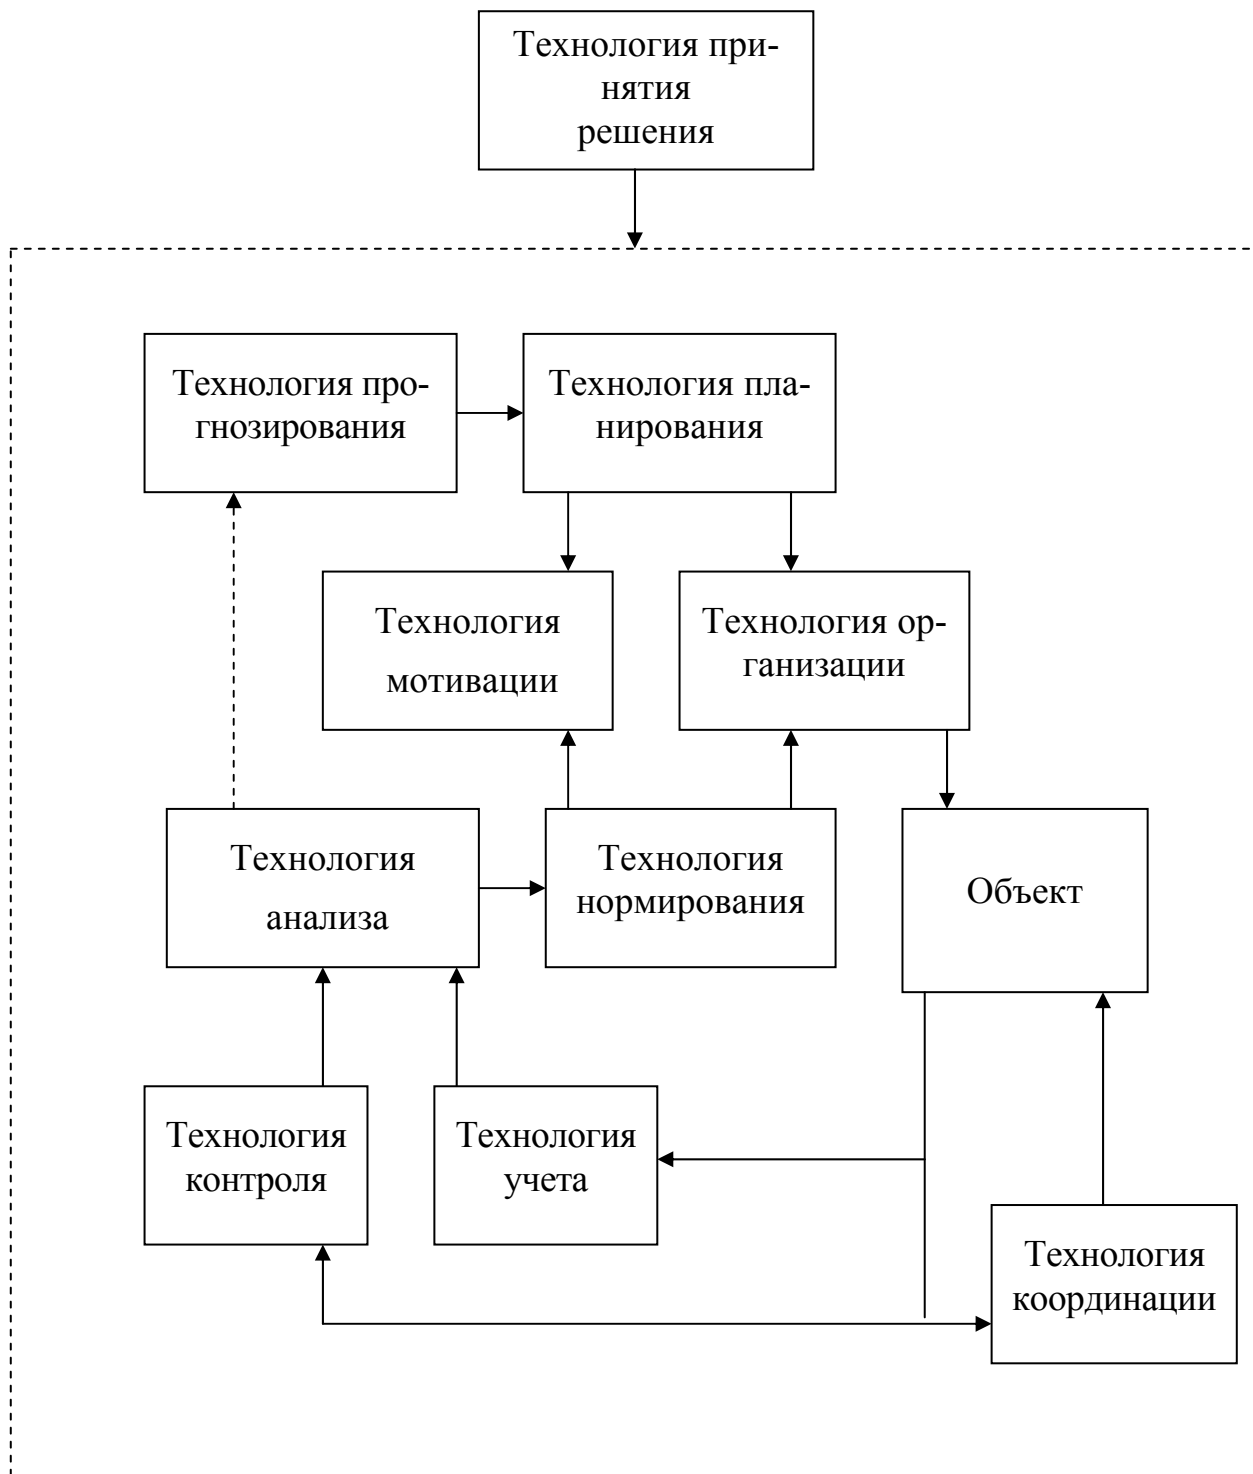 Технология при-
нятия
решения
Технология про-
гнозирования
Технология пла-
нирования
Технология
мотивации
Технология ор-
ганизации
Технология
анализа
Технология
нормирования
Объект
Технология
контроля
Технология
учета
Технология
координации